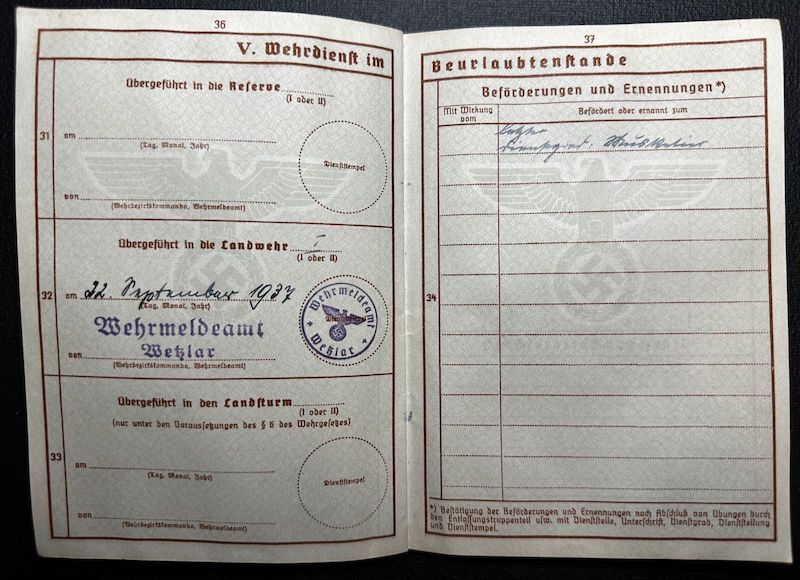 36
V. Wehrdienst im
31
Übergeführt in die Reserve
(I oder II)
am
(Tag, Monat, Jahr)
Dienststempel
von
(Wehrbezirkskommando, Wehrmeldeamt)
32
Übergeführt in die Landwehr I
(I oder II)
am 22. September 1937
(Tag, Monat, Jahr)
Wehrmeldeamt
Wetzlar
von
(Wehrbezirkskommando, Wehrmeldeamt)
Wehrmeldeamt
Dienststempel
* Wetzlar *
33
Übergeführt in den Landsturm
(I oder II)
(nur unter den Voraussetzungen des § 6 des Wehrgesetzes)
am
(Tag, Monat, Jahr)
Dienststempel
von
(Wehrbezirkskommando, Wehrmeldeamt)
37
Beurlaubtenstande
34
Beförderungen und Ernennungen*)
Mit Wirkung vom
Befördert oder ernannt zum
letzter
Dienstgrad: Musketier
*) Bestätigung der Beförderungen und Ernennungen nach Abschluß von Übungen durch
den Entlassungstruppenteil usw. mit Dienststelle, Unterschrift, Dienstgrad, Dienststellung
und Dienststempel.